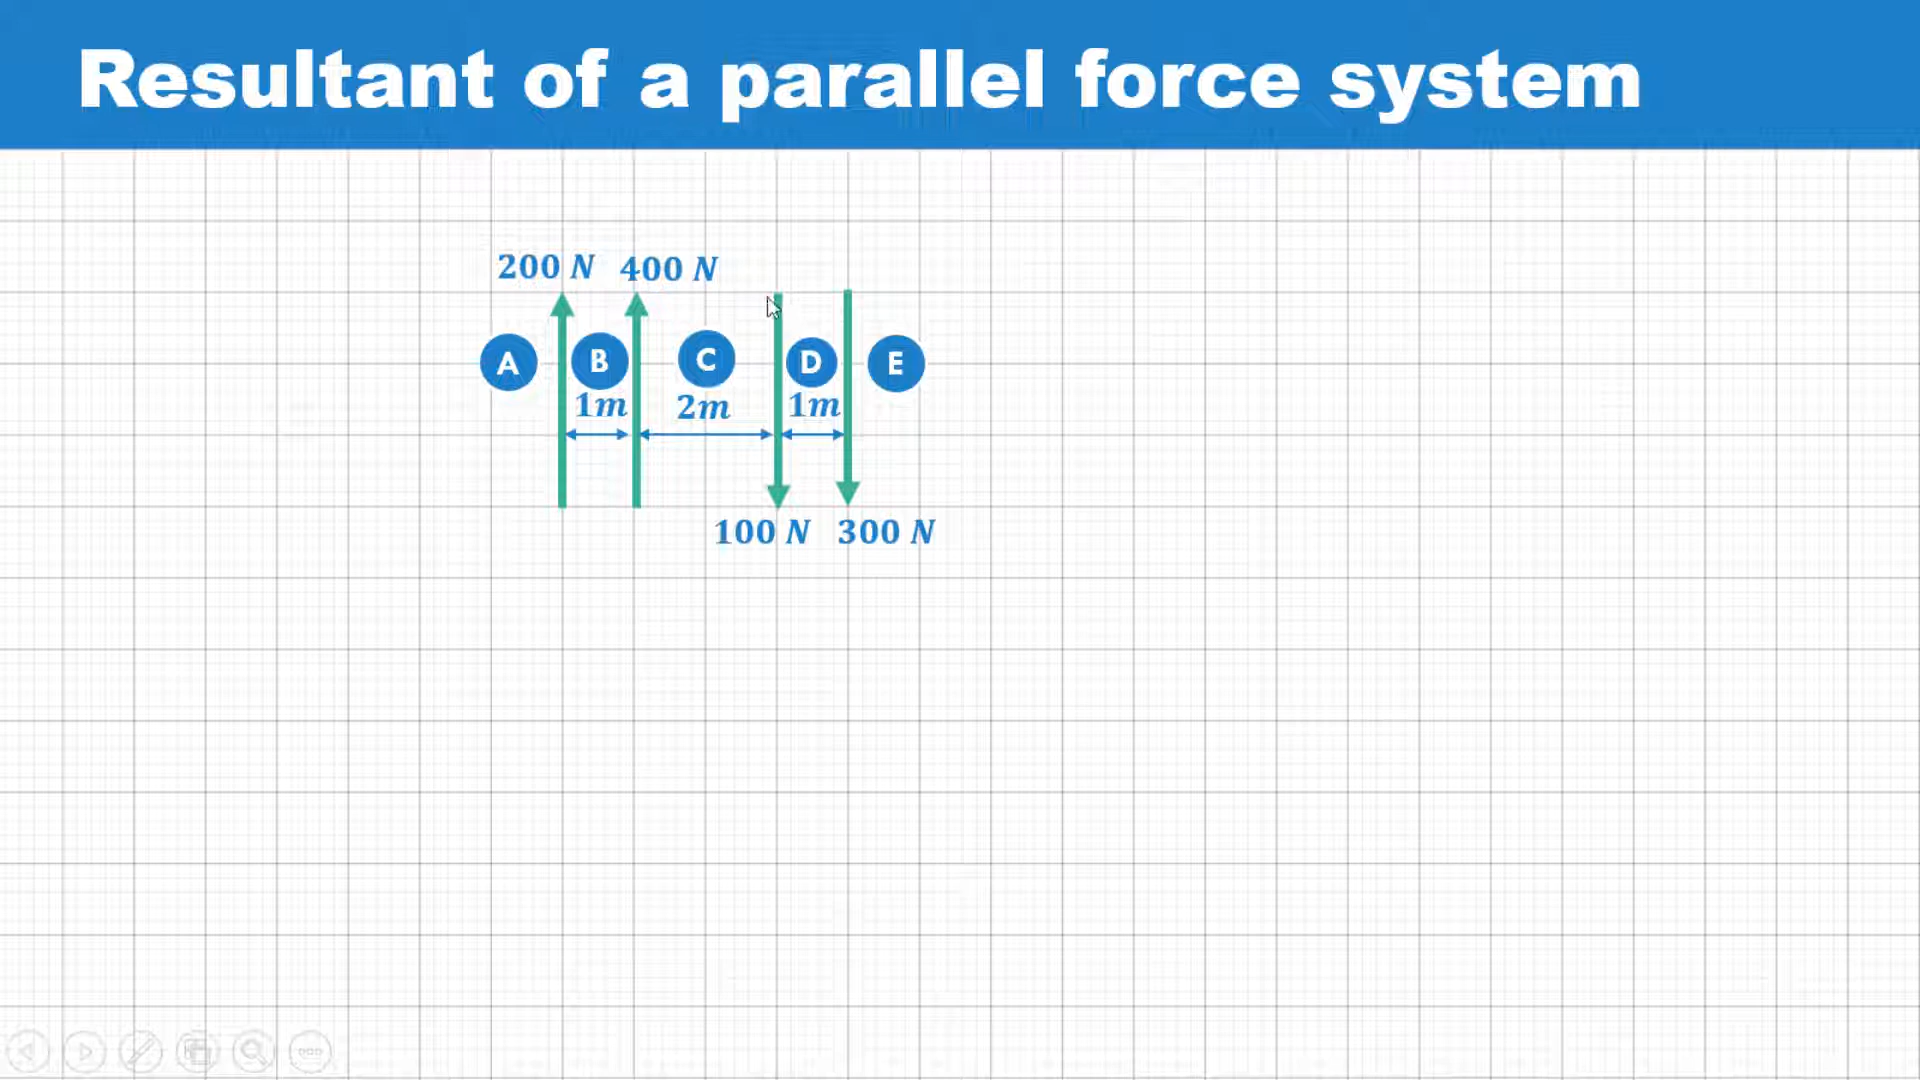 Resultant of a parallel force system
200 N 400 N
A B C D E
1m 2m 1m
100 N 300 N